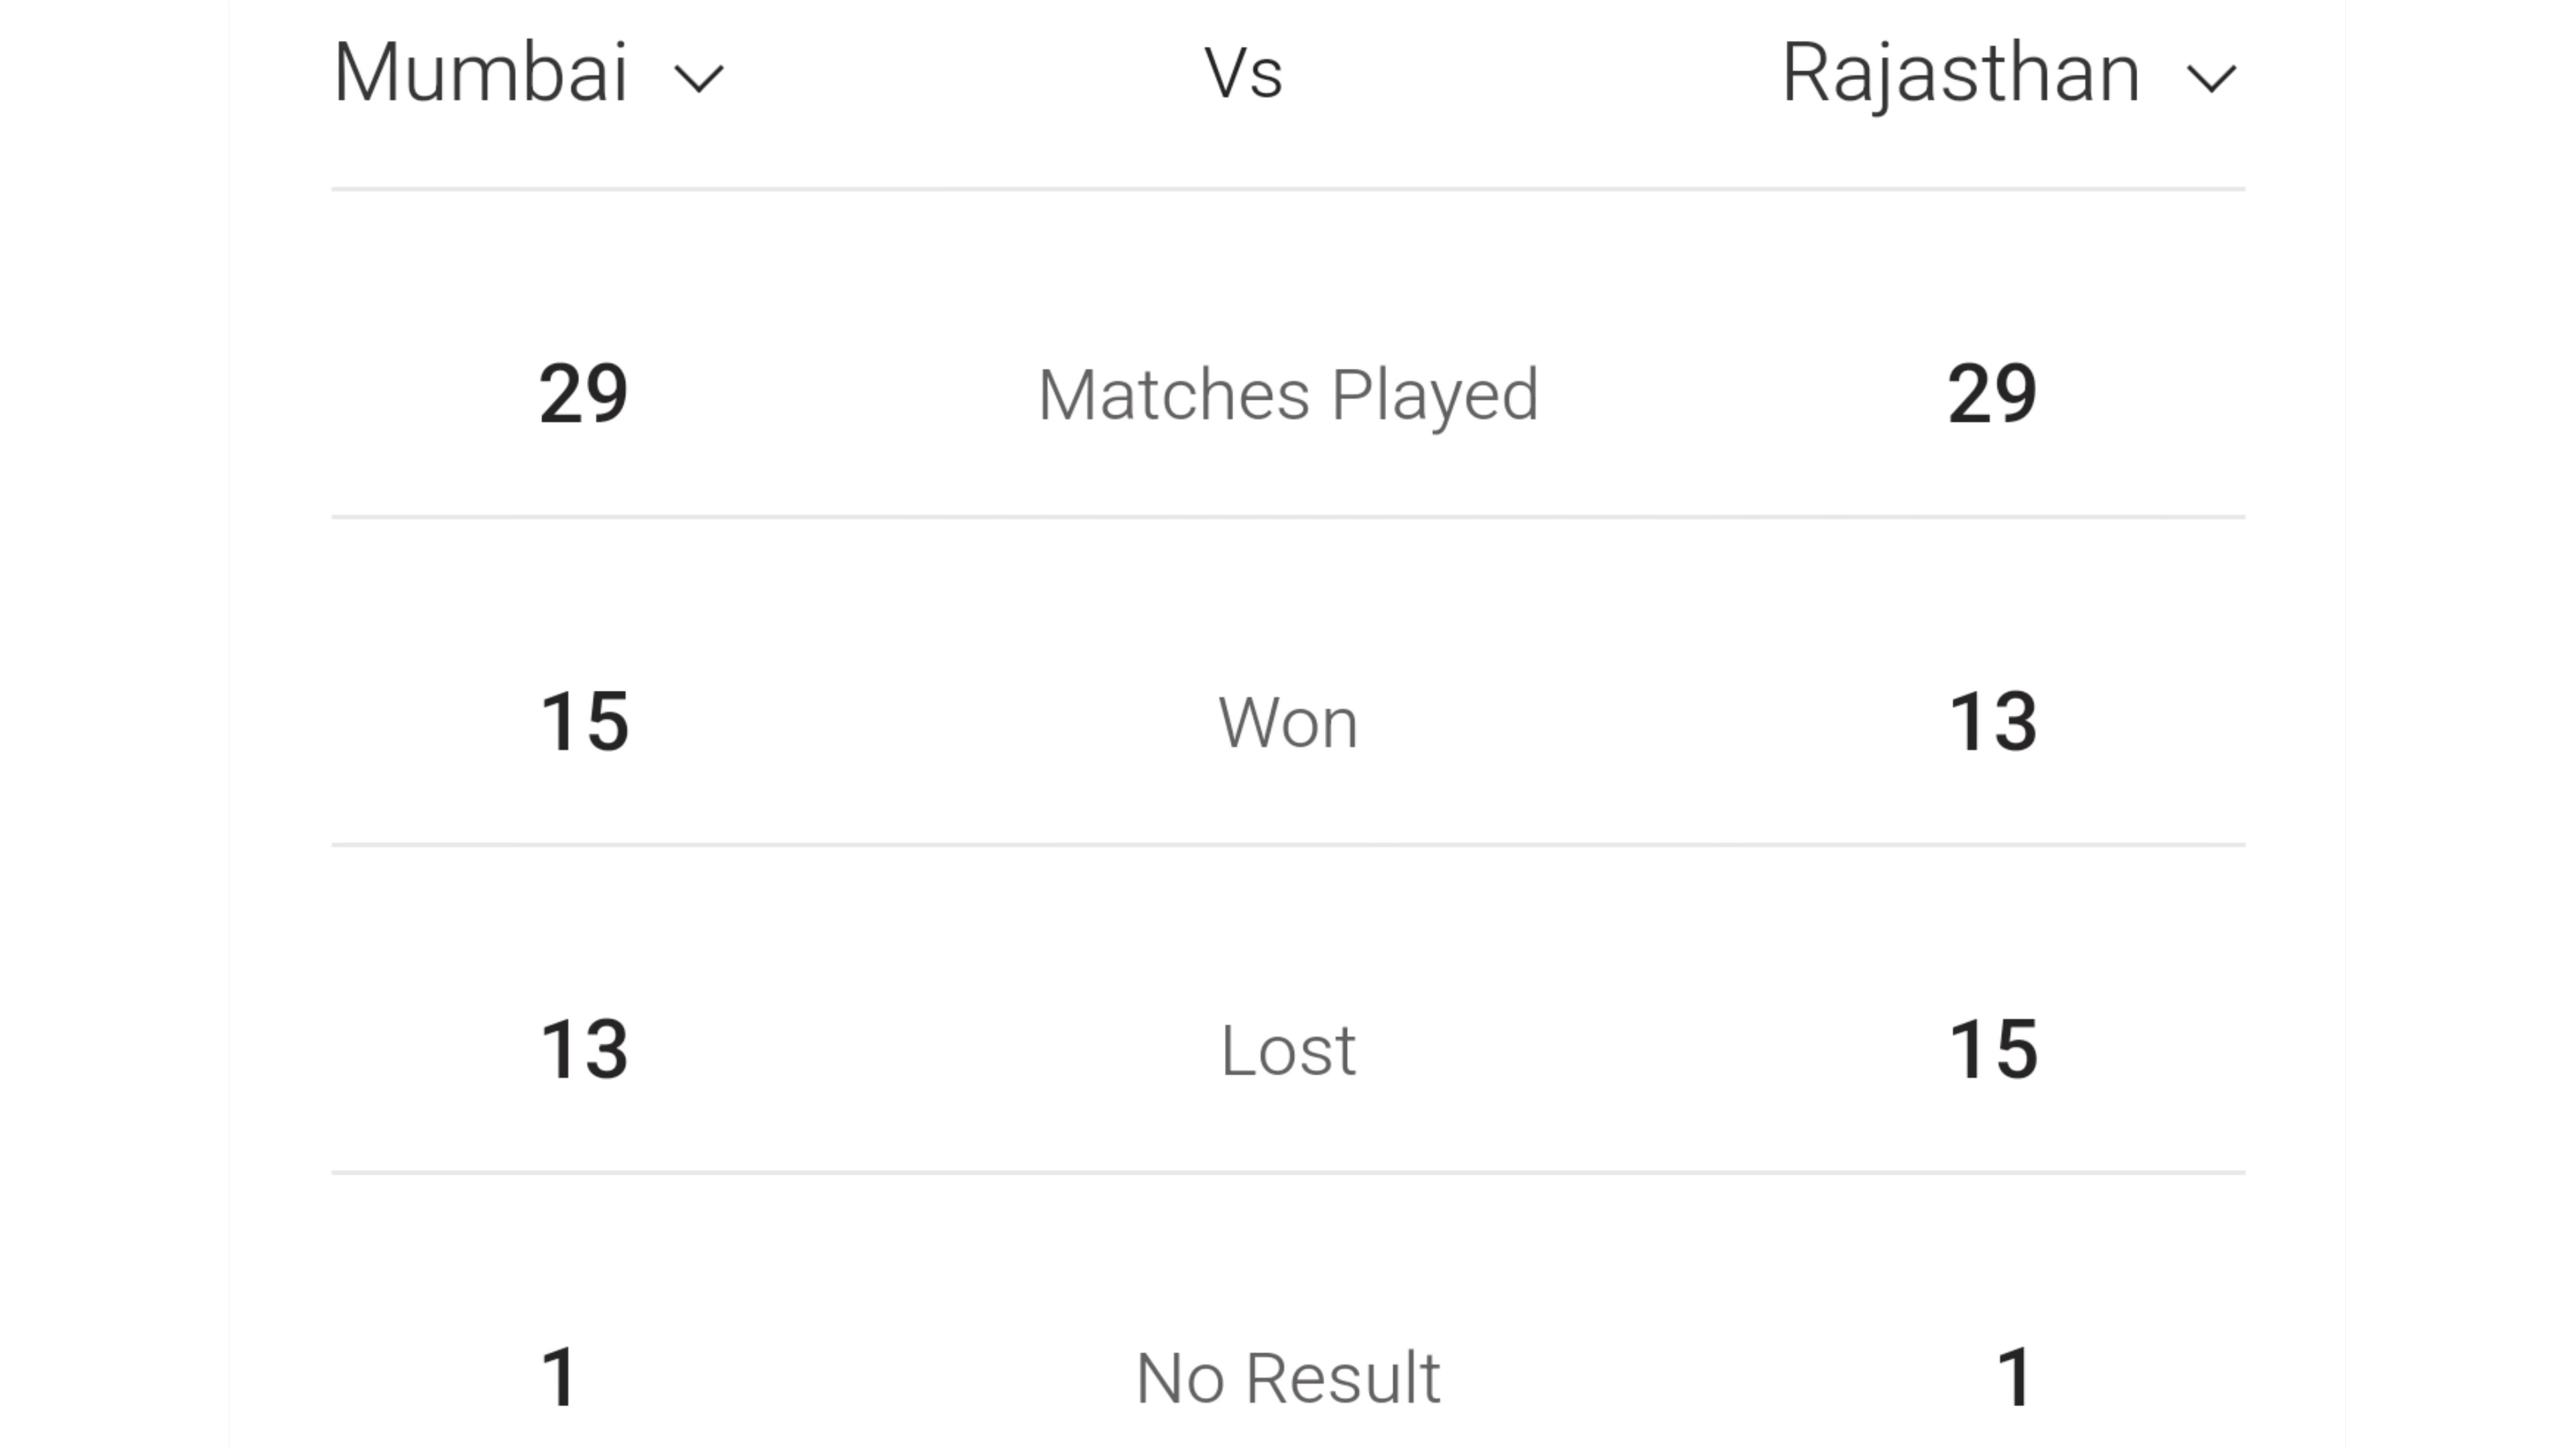 Mumbai Vs Rajasthan
29 Matches Played 29
15 Won 13
13 Lost 15
1 No Result 1